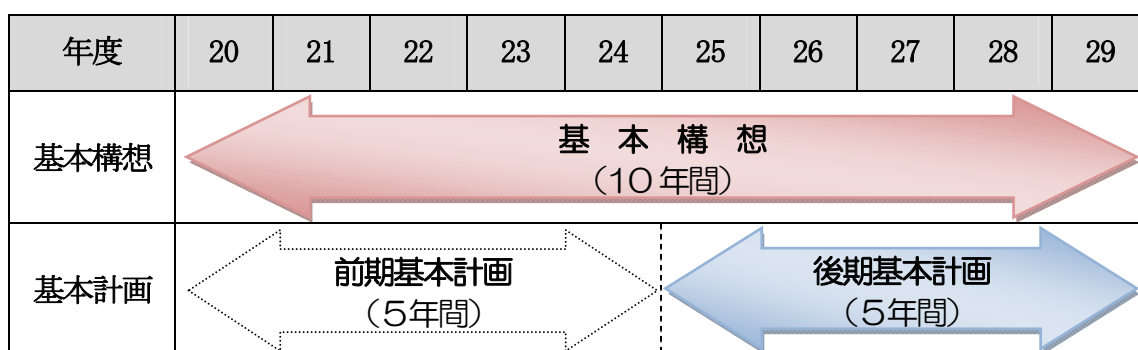 年度 20 21 22 23 24 25 26 27 28 29
基本構想
基 本 構 想
（10年間）
基本計画
前期基本計画
（5年間）
後期基本計画
（5年間）